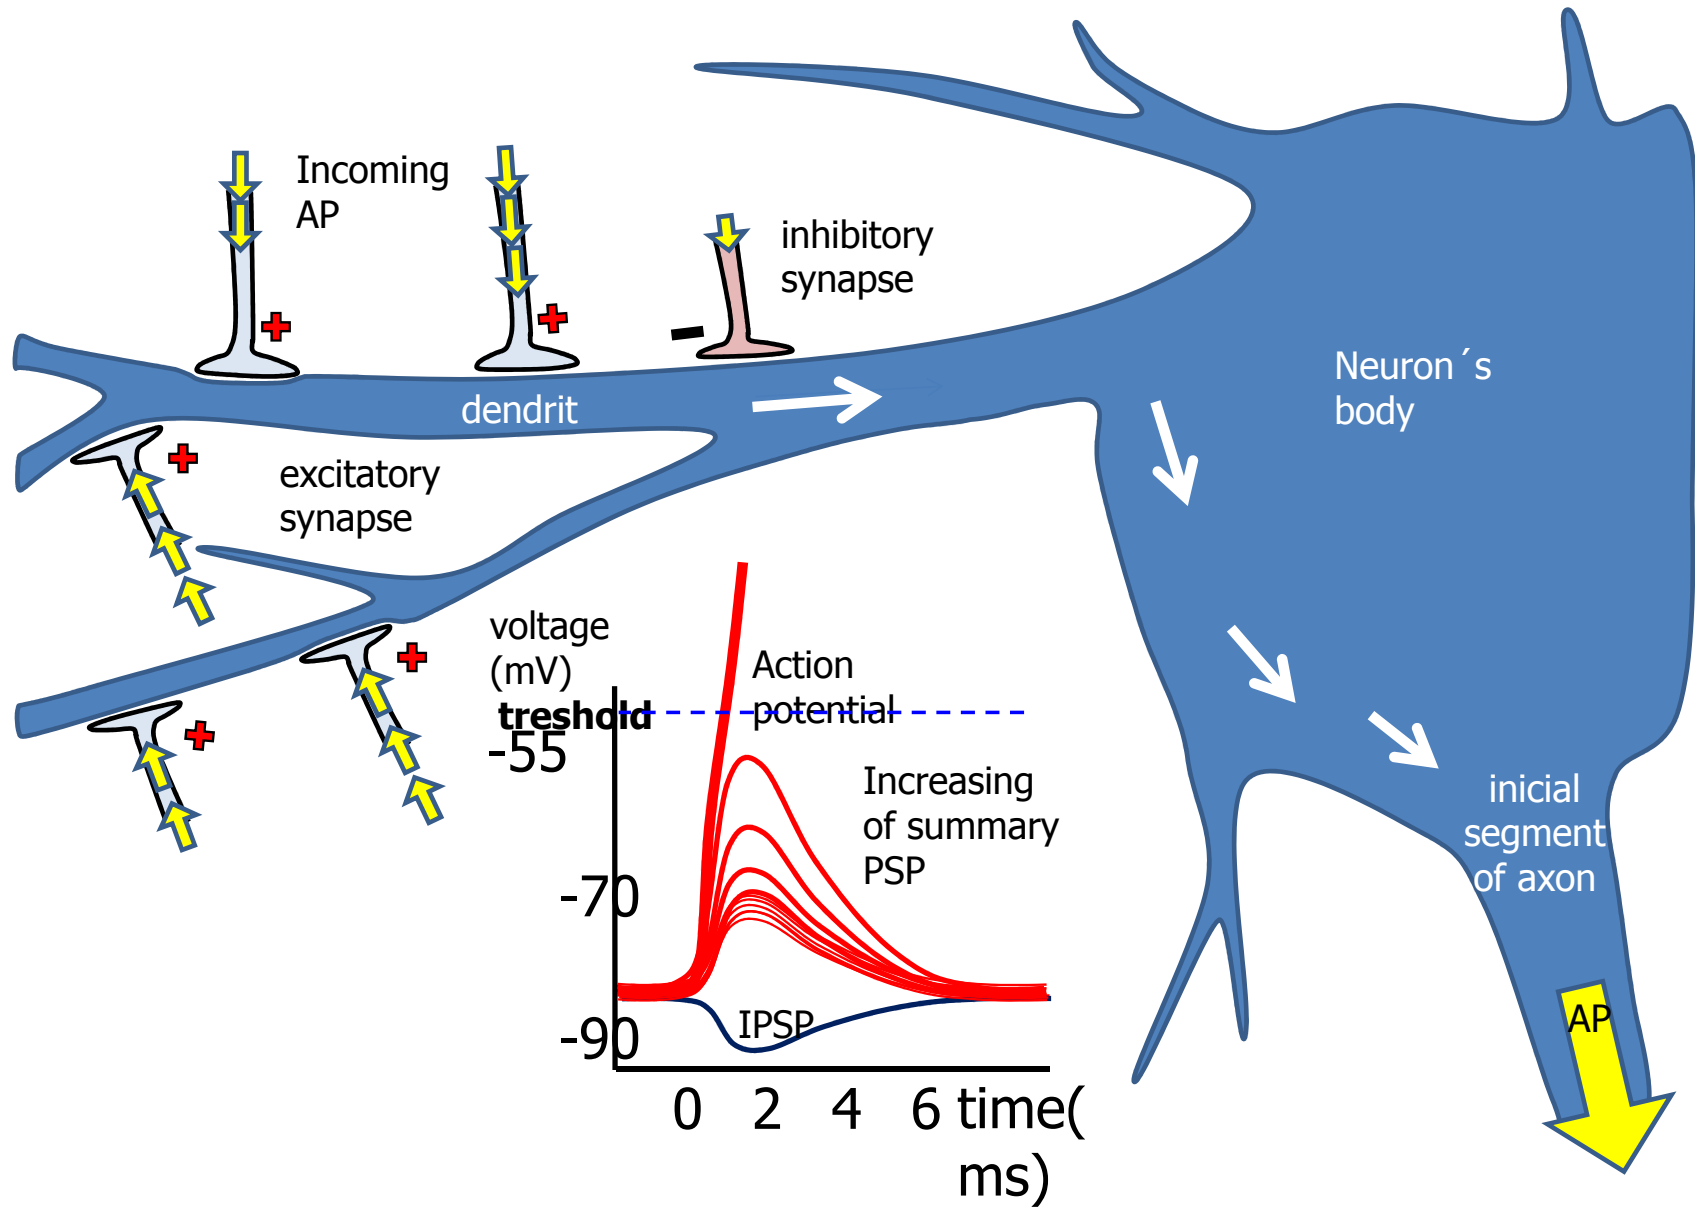 Incoming
AP
inhibitory
synapse
Neuron´s
body
dendrit
excitatory
synapse
voltage
(mV)
treshold
-55
Action
potential
Increasing
of summary
PSP
-70
IPSP
-90
0 2 4 6 time(
ms)
inicial
segment
of axon
AP